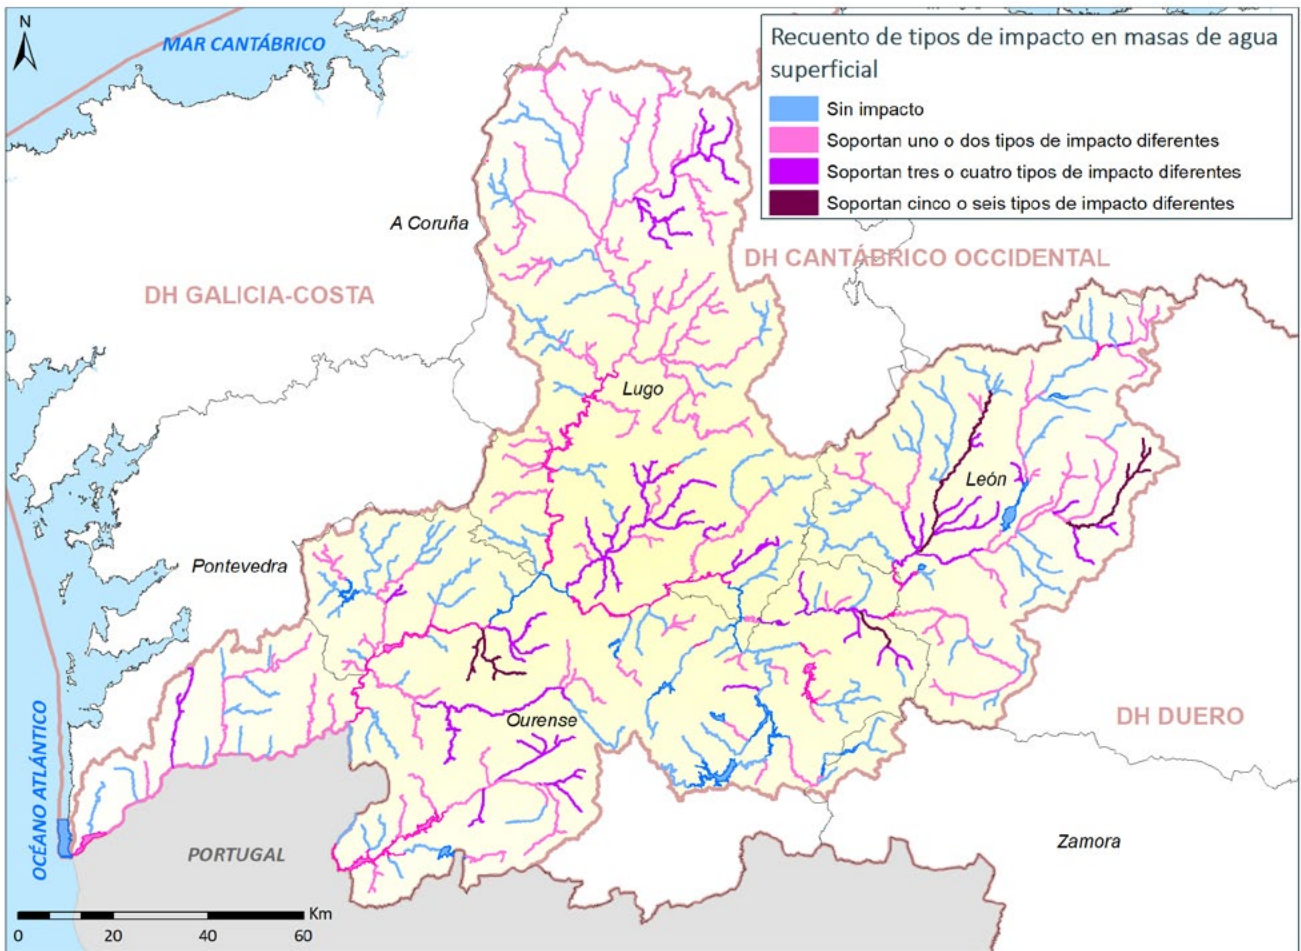 N
MAR CANTÁBRICO
Recuento de tipos de impacto en masas de agua
superficial
Sin impacto
Soportan uno o dos tipos de impacto diferentes
Soportan tres o cuatro tipos de impacto diferentes
Soportan cinco o seis tipos de impacto diferentes
A Coruña
DH CANTÁBRICO OCCIDENTAL
DH GALICIA-COSTA
Lugo
León
Pontevedra
Ourense
DH DUERO
OCÉANO ATLÁNTICO
PORTUGAL
Zamora
Km
0 20 40 60